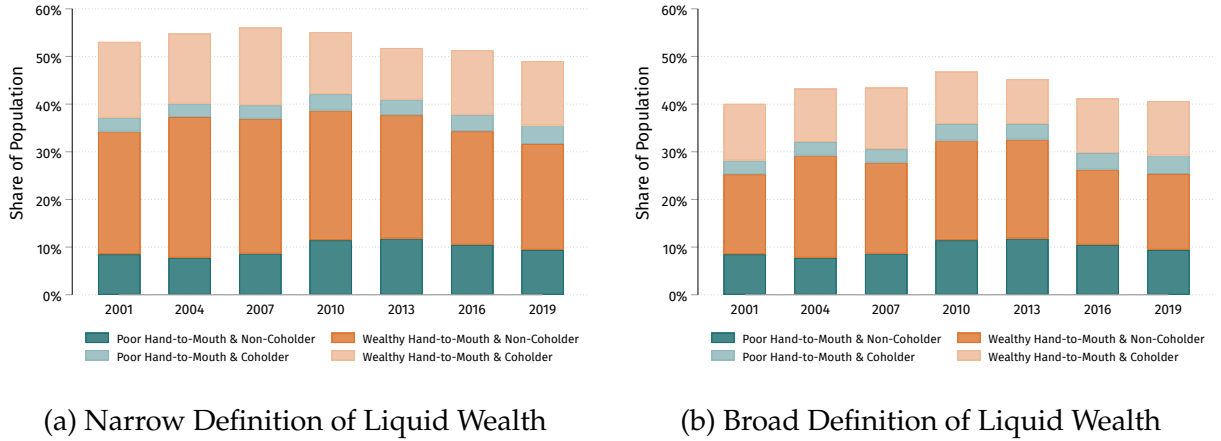 60%
50%
40%
30%
20%
10%
0%
Share of Population
2001 2004 2007 2010 2013 2016 2019
Poor Hand-to-Mouth & Non-Coholder Wealthy Hand-to-Mouth & Non-Coholder
Poor Hand-to-Mouth & Coholder Wealthy Hand-to-Mouth & Coholder
(a) Narrow Definition of Liquid Wealth
60%
50%
40%
30%
20%
10%
0%
Share of Population
2001 2004 2007 2010 2013 2016 2019
Poor Hand-to-Mouth & Non-Coholder Wealthy Hand-to-Mouth & Non-Coholder
Poor Hand-to-Mouth & Coholder Wealthy Hand-to-Mouth & Coholder
(b) Broad Definition of Liquid Wealth